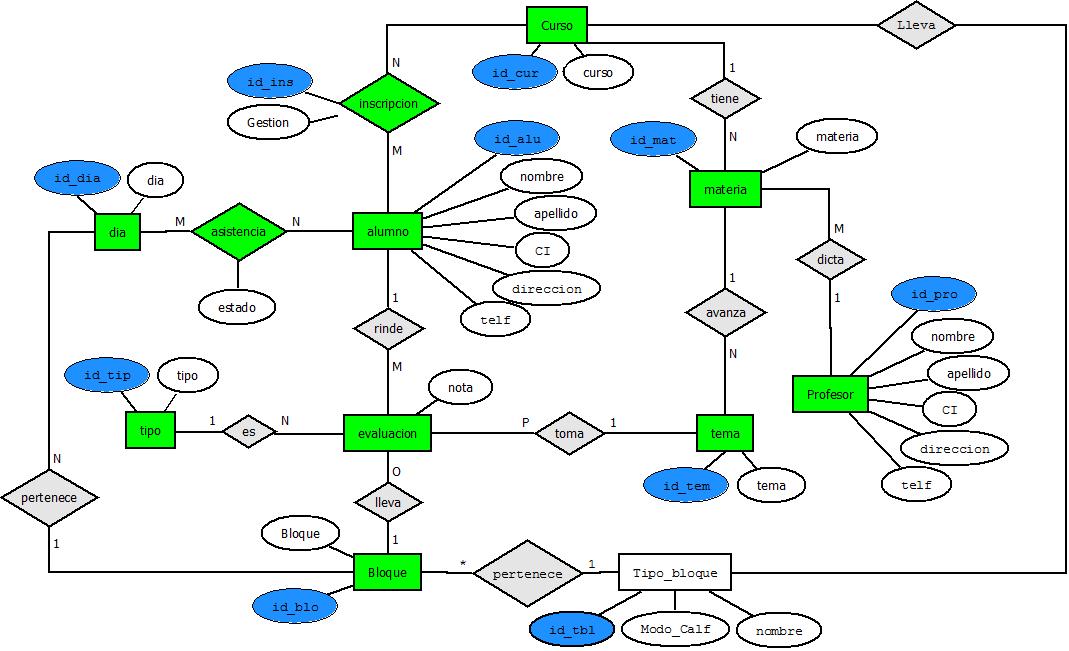 Curso
Lleva
id_cur
curso
N
1
id_ins
inscripcion
tiene
Gestion
M
N
id_alu
id_mat
materia
nombre
id_dia
dia
materia
apellido
dia
M
asistencia
N
alumno
M
CI
dicta
direccion
estado
1
1
1
id_pro
telf
rinde
avanza
nombre
M
N
id_tip
tipo
nota
apellido
Profesor
CI
tipo
1
es
N
evaluacion
P
toma
1
tema
direccion
N
O
id_tem
tema
telf
pertenece
lleva
Bloque
1
1
Bloque
*
pertenece
1
Tipo_bloque
id_blo
id_tbl
Modo_Calf
nombre